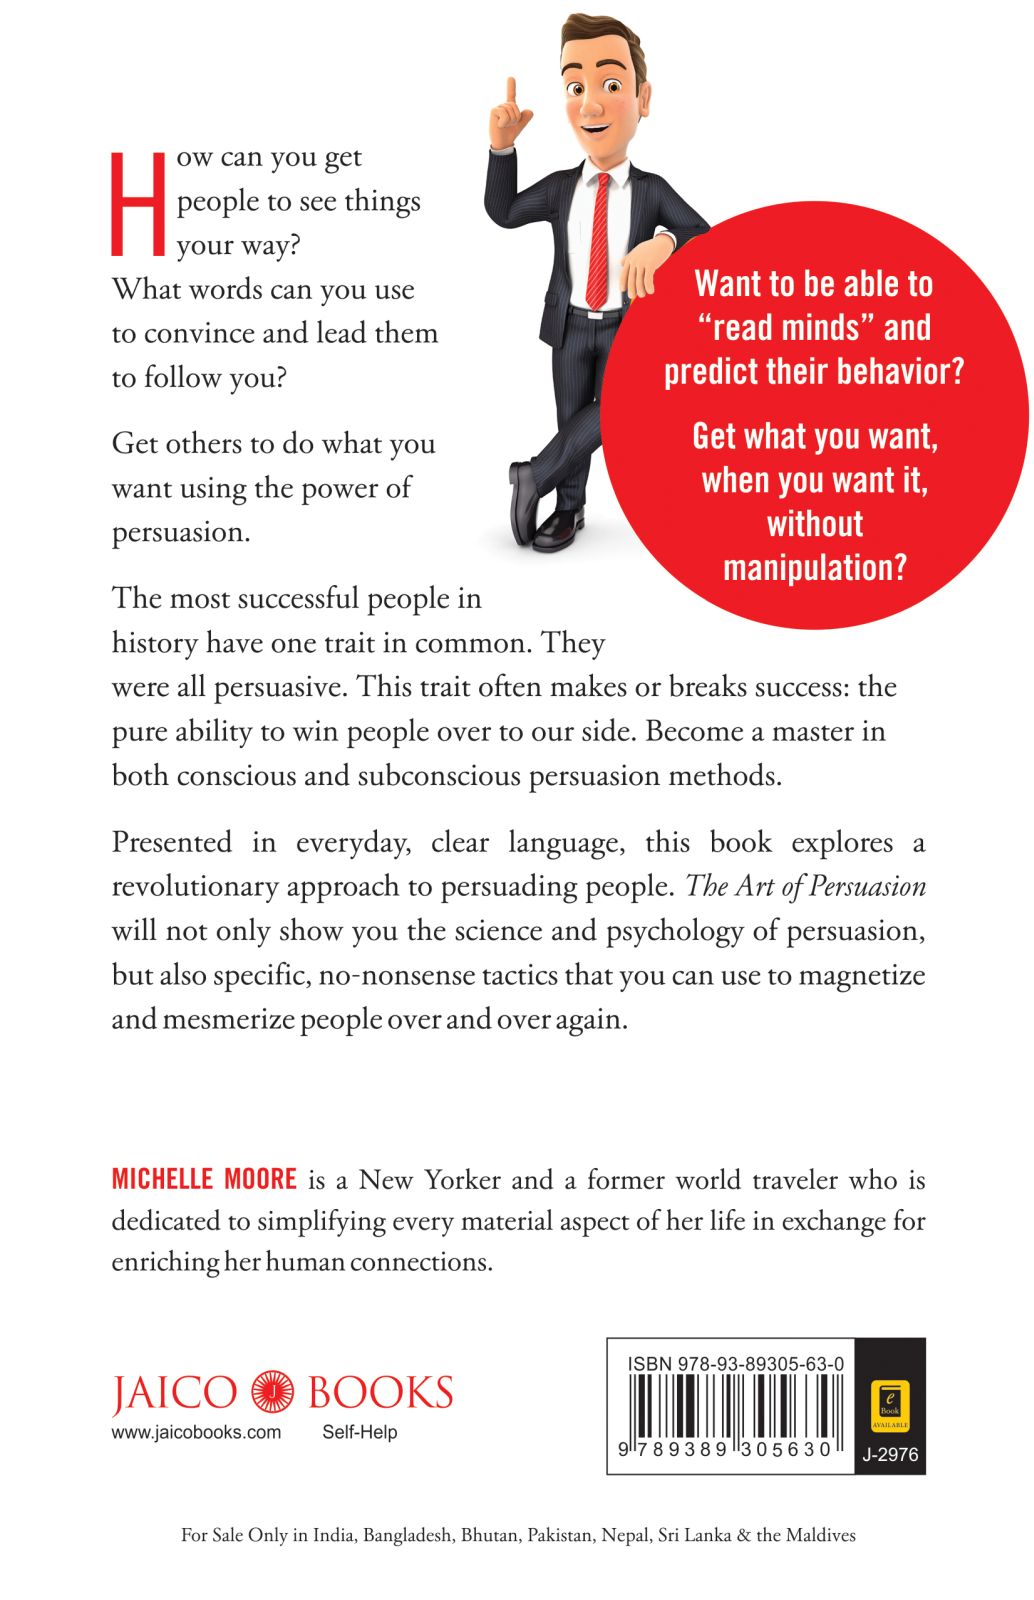 How can you get
people to see things
your way?
What words can you use
to convince and lead them
to follow you?
Get others to do what you
want using the power of
persuasion.
Want to be able to
“read minds” and
predict their behavior?
Get what you want,
when you want it,
without
manipulation?
The most successful people in
history have one trait in common. They
were all persuasive. This trait often makes or breaks success: the
pure ability to win people over to our side. Become a master in
both conscious and subconscious persuasion methods.
Presented in everyday, clear language, this book explores a
revolutionary approach to persuading people. The Art of Persuasion
will not only show you the science and psychology of persuasion,
but also specific, no-nonsense tactics that you can use to magnetize
and mesmerize people over and over again.
MICHELLE MOORE is a New Yorker and a former world traveler who is
dedicated to simplifying every material aspect of her life in exchange for
enriching her human connections.
JAICO J BOOKS
www.jaicobooks.com Self-Help
ISBN 978-93-89305-63-0
9 789389 305630
e
Book
AVAILABLE
J-2976
For Sale Only in India, Bangladesh, Bhutan, Pakistan, Nepal, Sri Lanka & the Maldives